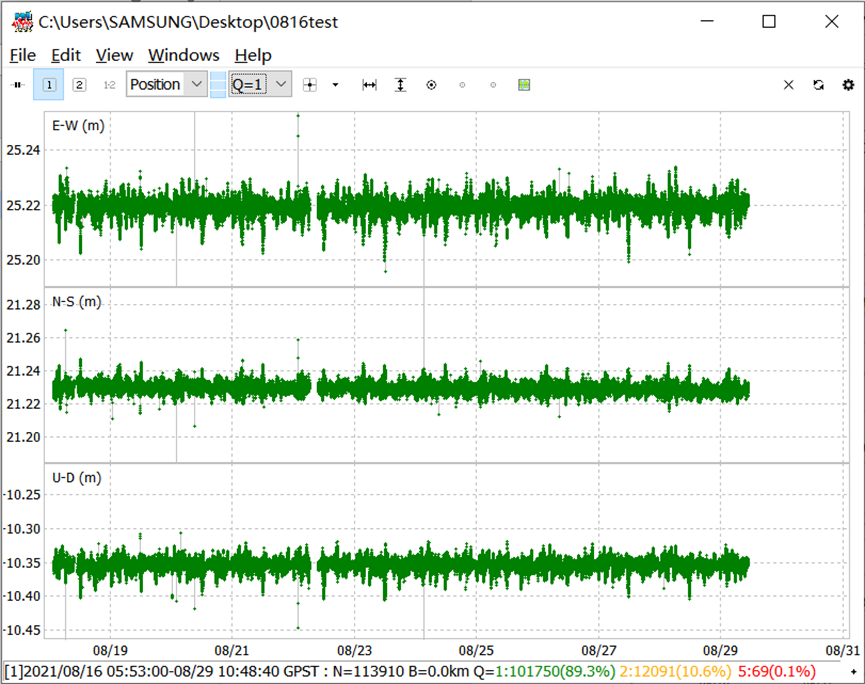 C:\Users\SAMSUNG\Desktop\0816test
File Edit View Windows Help
1 2 1-2 Position Q=1
E-W (m)
25.24
25.22
25.20
N-S (m)
21.28
21.26
21.24
21.22
21.20
U-D (m)
-10.25
-10.30
-10.35
-10.40
-10.45
08/19 08/21 08/23 08/25 08/27 08/29 08/31
[1]2021/08/16 05:53:00-08/29 10:48:40 GPST : N=113910 B=0.0km Q=1:101750(89.3%) 2:12091(10.6%) 5:69(0.1%)